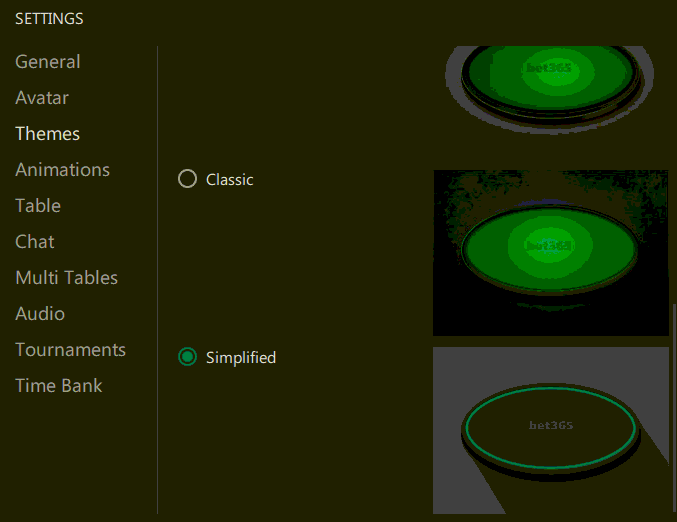 SETTINGS
General
Avatar
Themes
Animations
Table
Chat
Multi Tables
Audio
Tournaments
Time Bank
bet365
Classic
bet365
Simplified
bet365